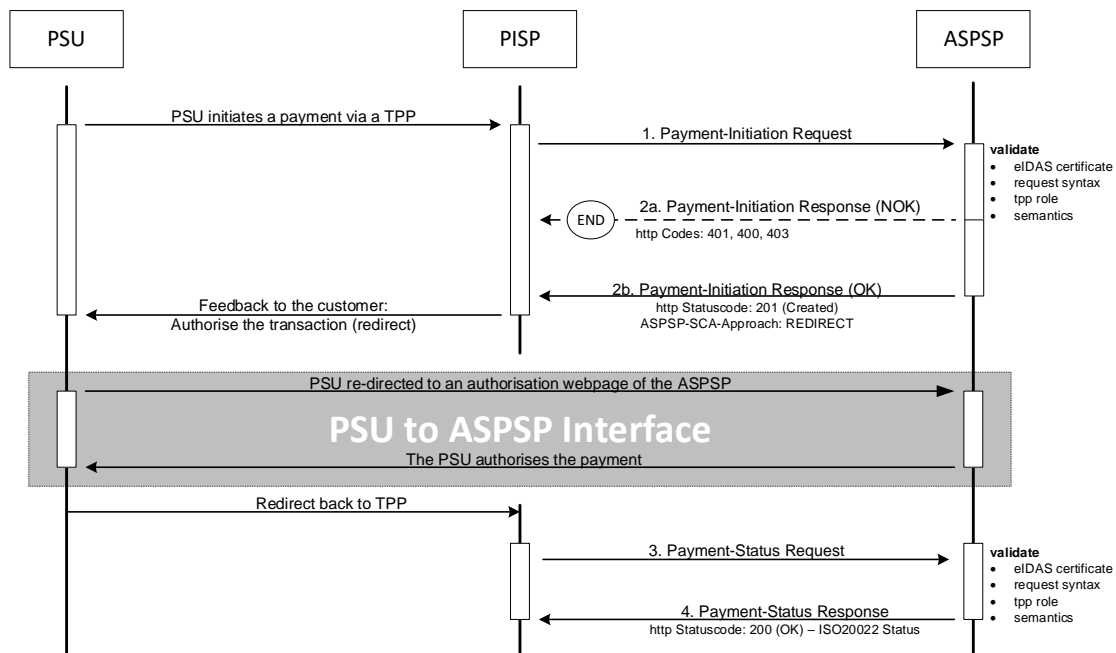 PSU
PISP
ASPSP
PSU initiates a payment via a TPP
1. Payment-Initiation Request
validate
• eIDAS certificate
• request syntax
• tpp role
• semantics
2a. Payment-Initiation Response (NOK)
END
http Codes: 401, 400, 403
2b. Payment-Initiation Response (OK)
http Statuscode: 201 (Created)
ASPSP-SCA-Approach: REDIRECT
Feedback to the customer:
Authorise the transaction (redirect)
PSU re-directed to an authorisation webpage of the ASPSP
PSU to ASPSP Interface
The PSU authorises the payment
Redirect back to TPP
3. Payment-Status Request
validate
• eIDAS certificate
• request syntax
• tpp role
• semantics
4. Payment-Status Response
http Statuscode: 200 (OK) – ISO20022 Status